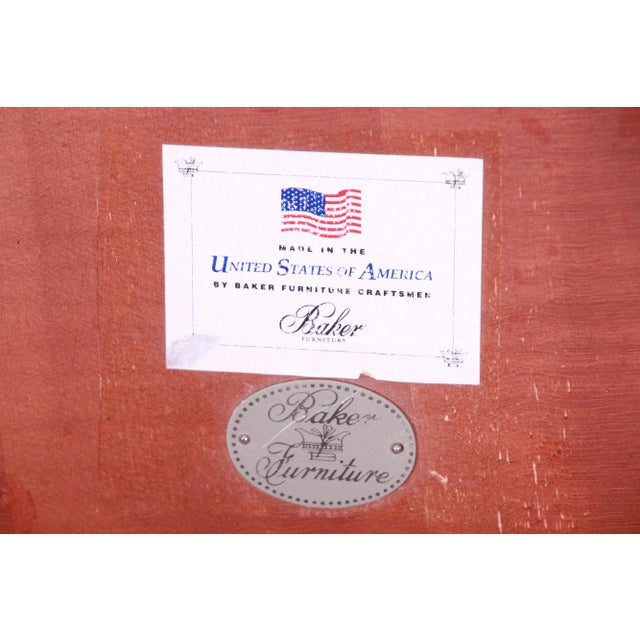 MADE IN THE
UNITED STATES OF AMERICA
BY BAKER FURNITURE CRAFTSMEN
Baker
FURNITURE
Baker
Furniture